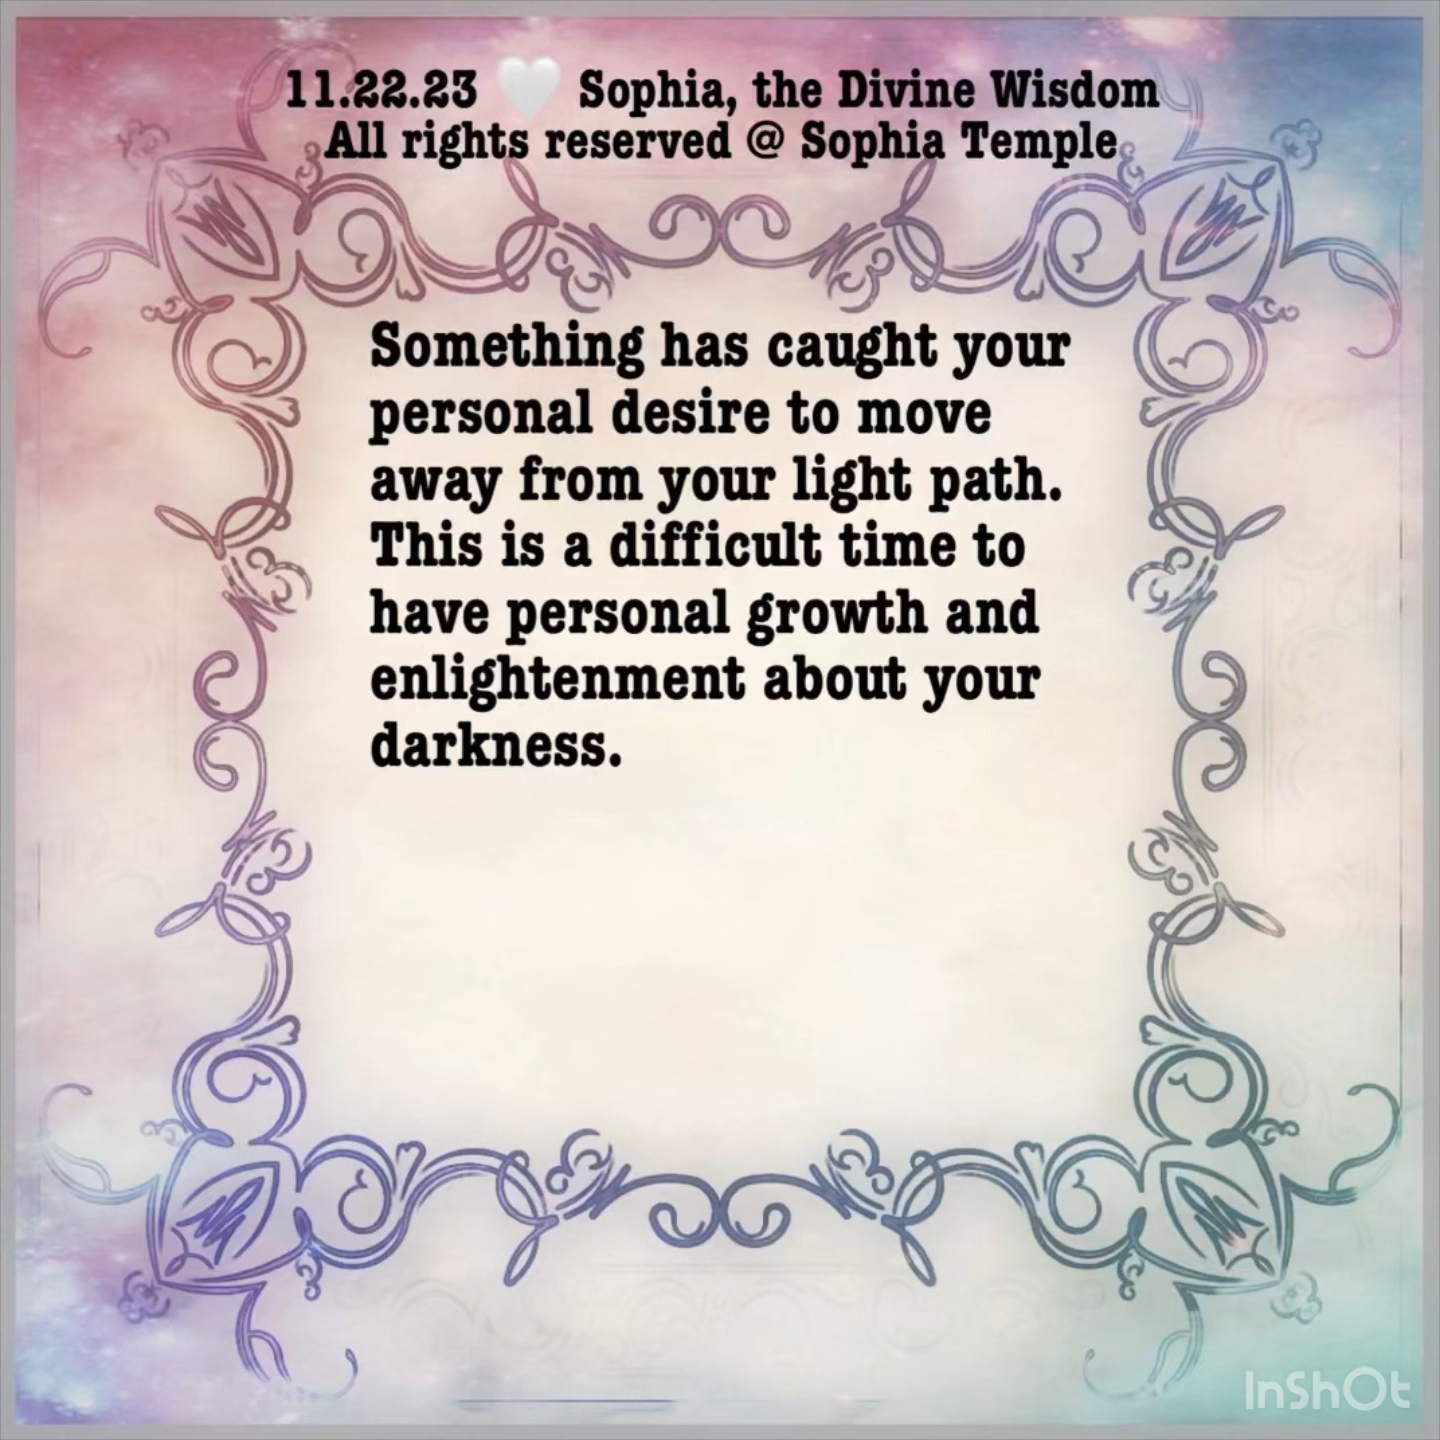 11.22.23 🤍 Sophia, the Divine Wisdom
All rights reserved @ Sophia Temple
Something has caught your
personal desire to move
away from your light path.
This is a difficult time to
have personal growth and
enlightenment about your
darkness.
InShOt